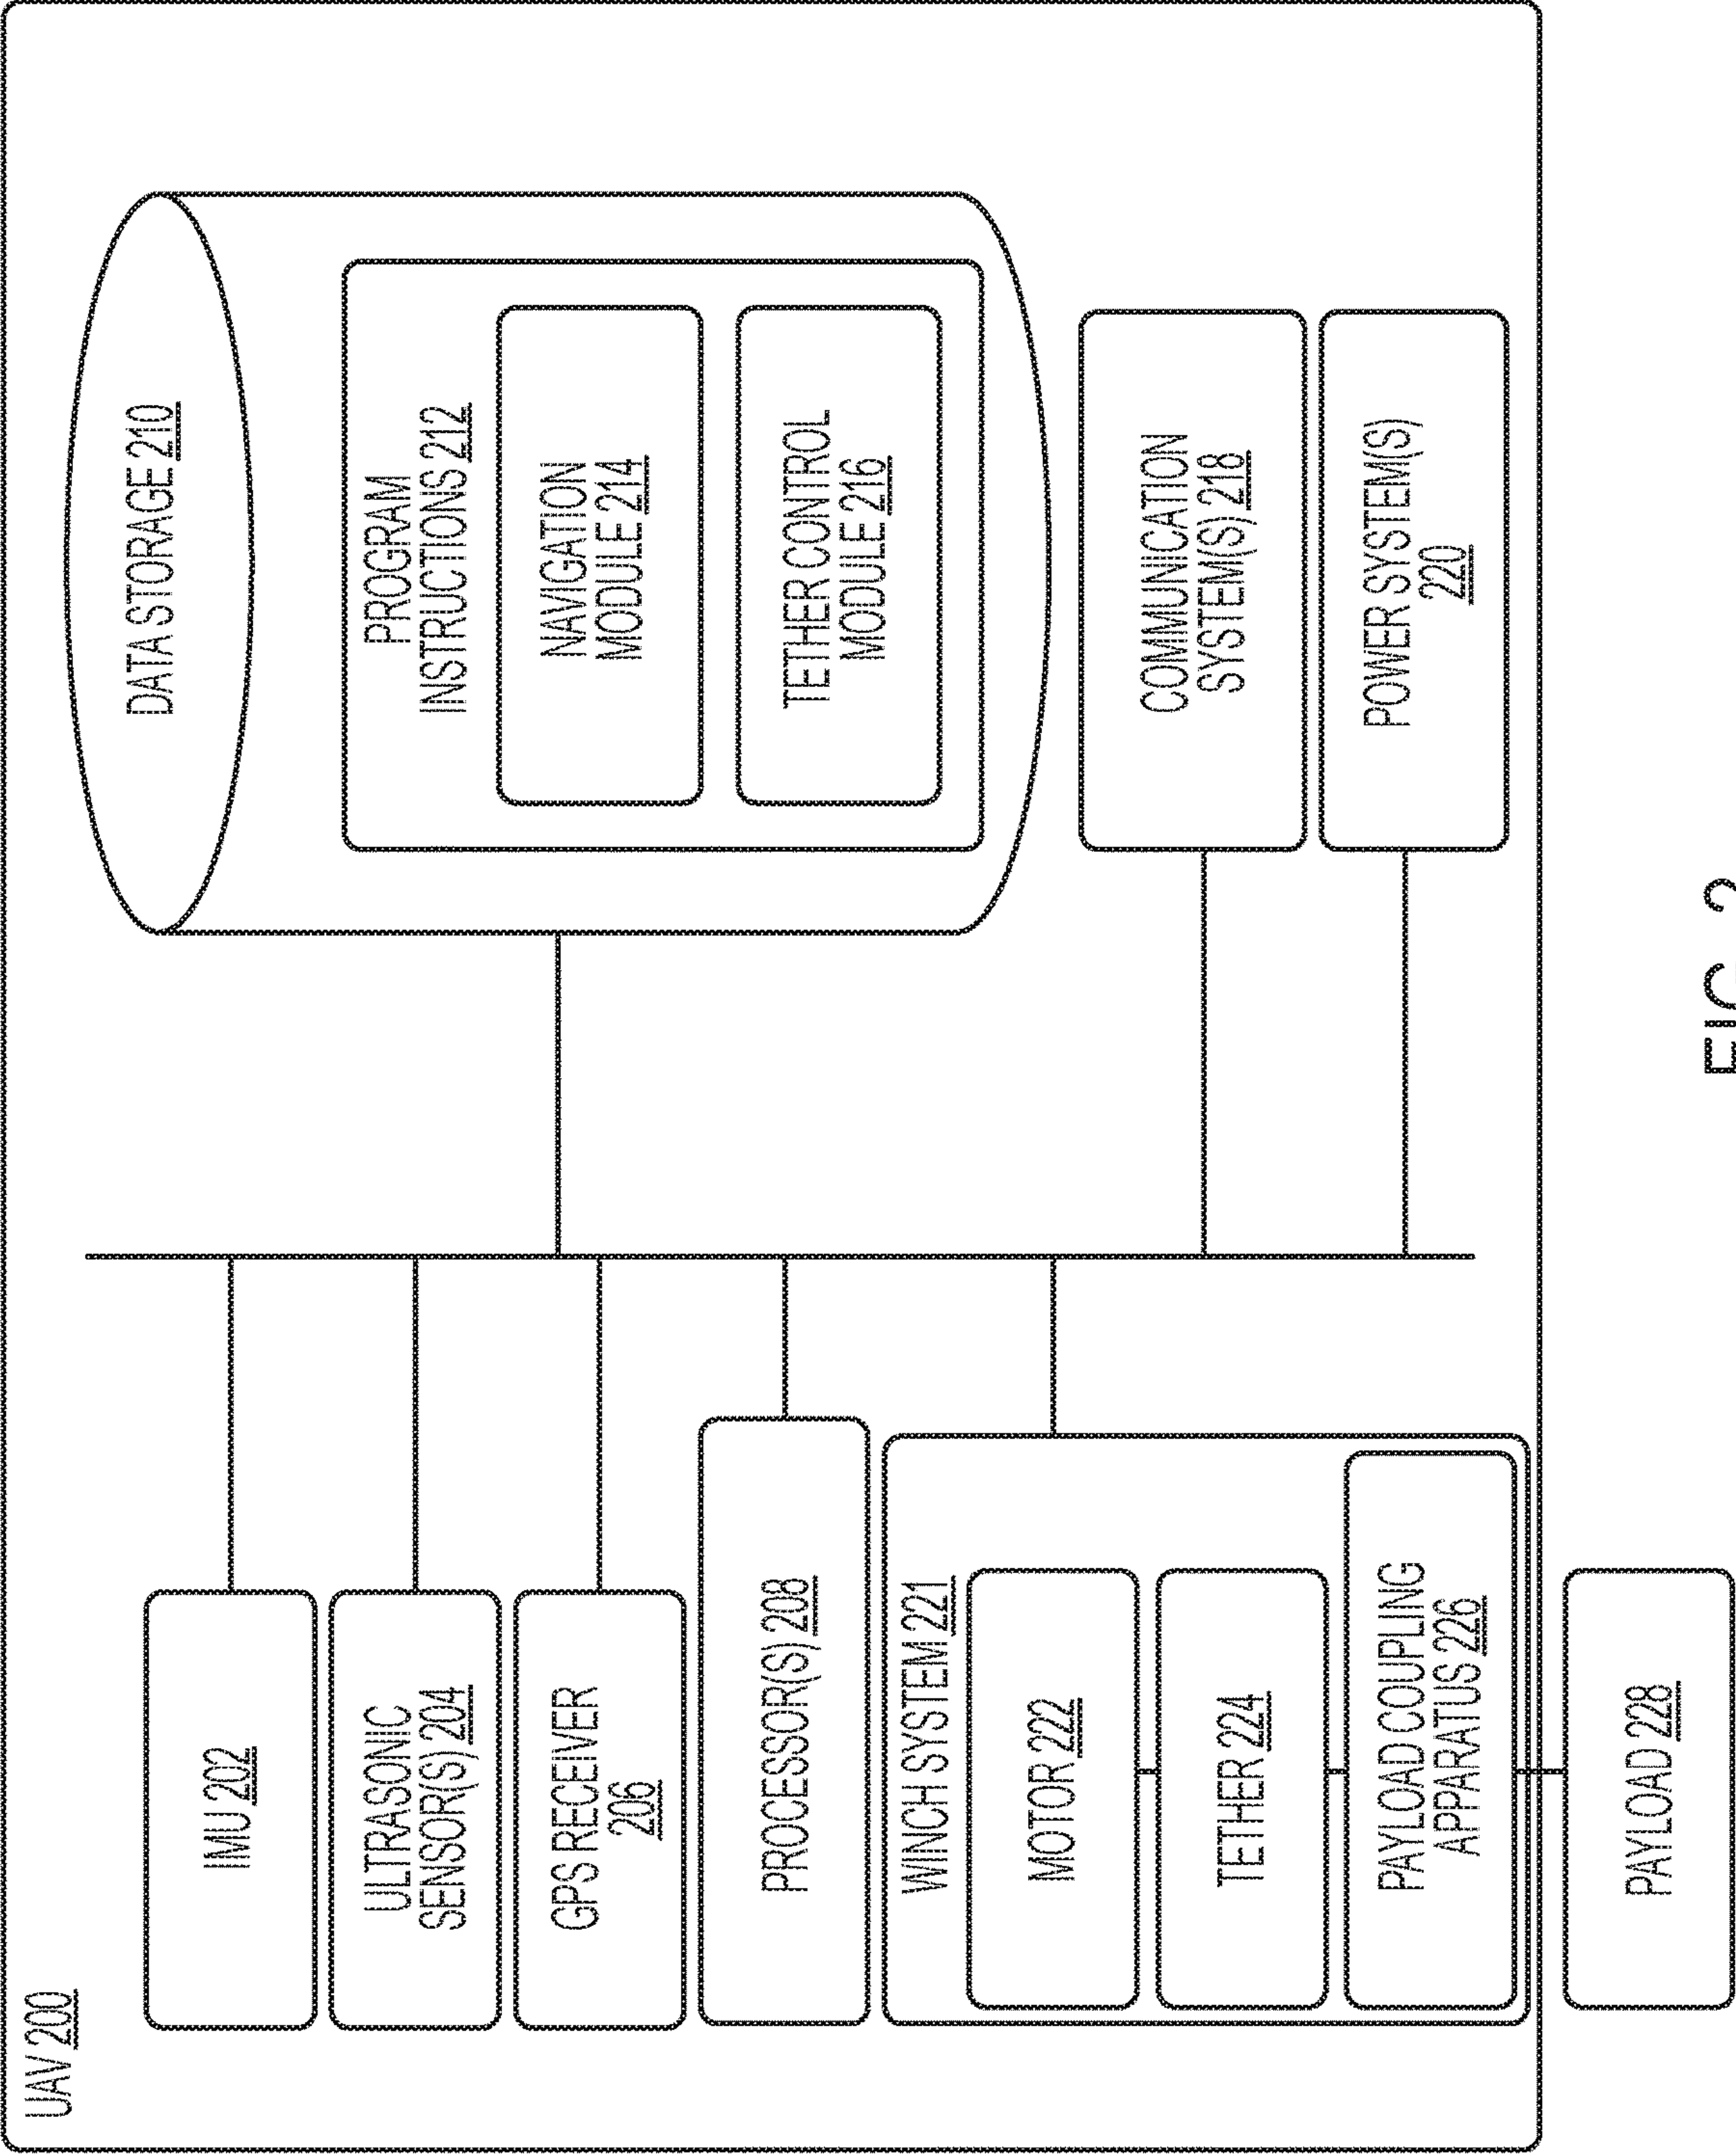 UAV 200
IMU 202
ULTRASONIC
SENSOR(S) 204
GPS RECEIVER
206
PROCESSOR(S) 208
WINCH SYSTEM 221
MOTOR 222
TETHER 224
PAYLOAD COUPLING
APPARATUS 226
PAYLOAD 228
DATA STORAGE 210
PROGRAM
INSTRUCTIONS 212
NAVIGATION
MODULE 214
TETHER CONTROL
MODULE 216
COMMUNICATION
SYSTEM(S) 218
POWER SYSTEM(S)
220
FIG. 2